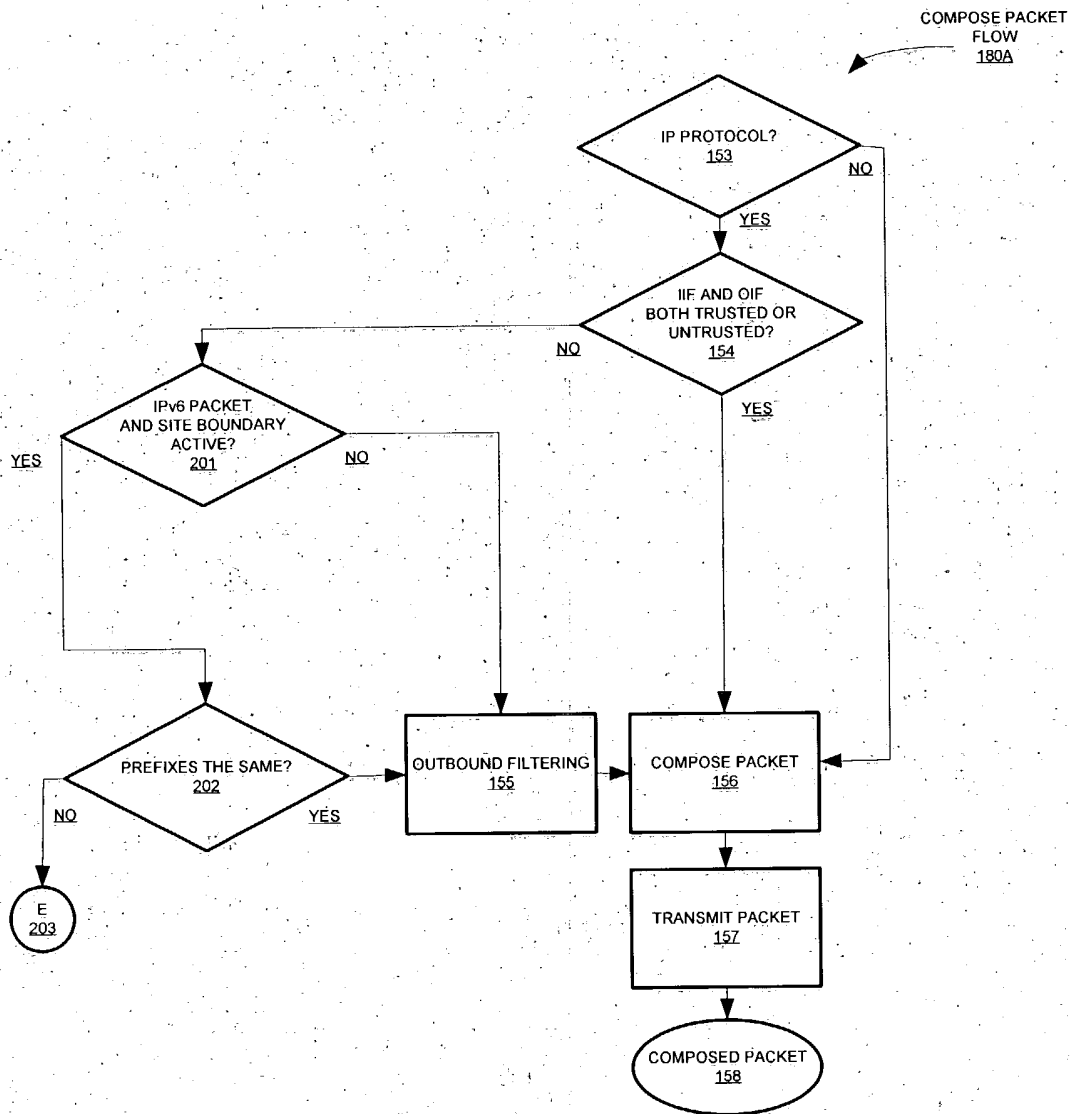 COMPOSE PACKET
FLOW
180A
IP PROTOCOL?
153
NO
YES
IIF AND OIF
BOTH TRUSTED OR
UNTRUSTED?
154
NO
YES
IPv6 PACKET
AND SITE BOUNDARY
ACTIVE?
201
YES
NO
PREFIXES THE SAME?
202
NO
YES
OUTBOUND FILTERING
155
COMPOSE PACKET
156
E
203
TRANSMIT PACKET
157
COMPOSED PACKET
158